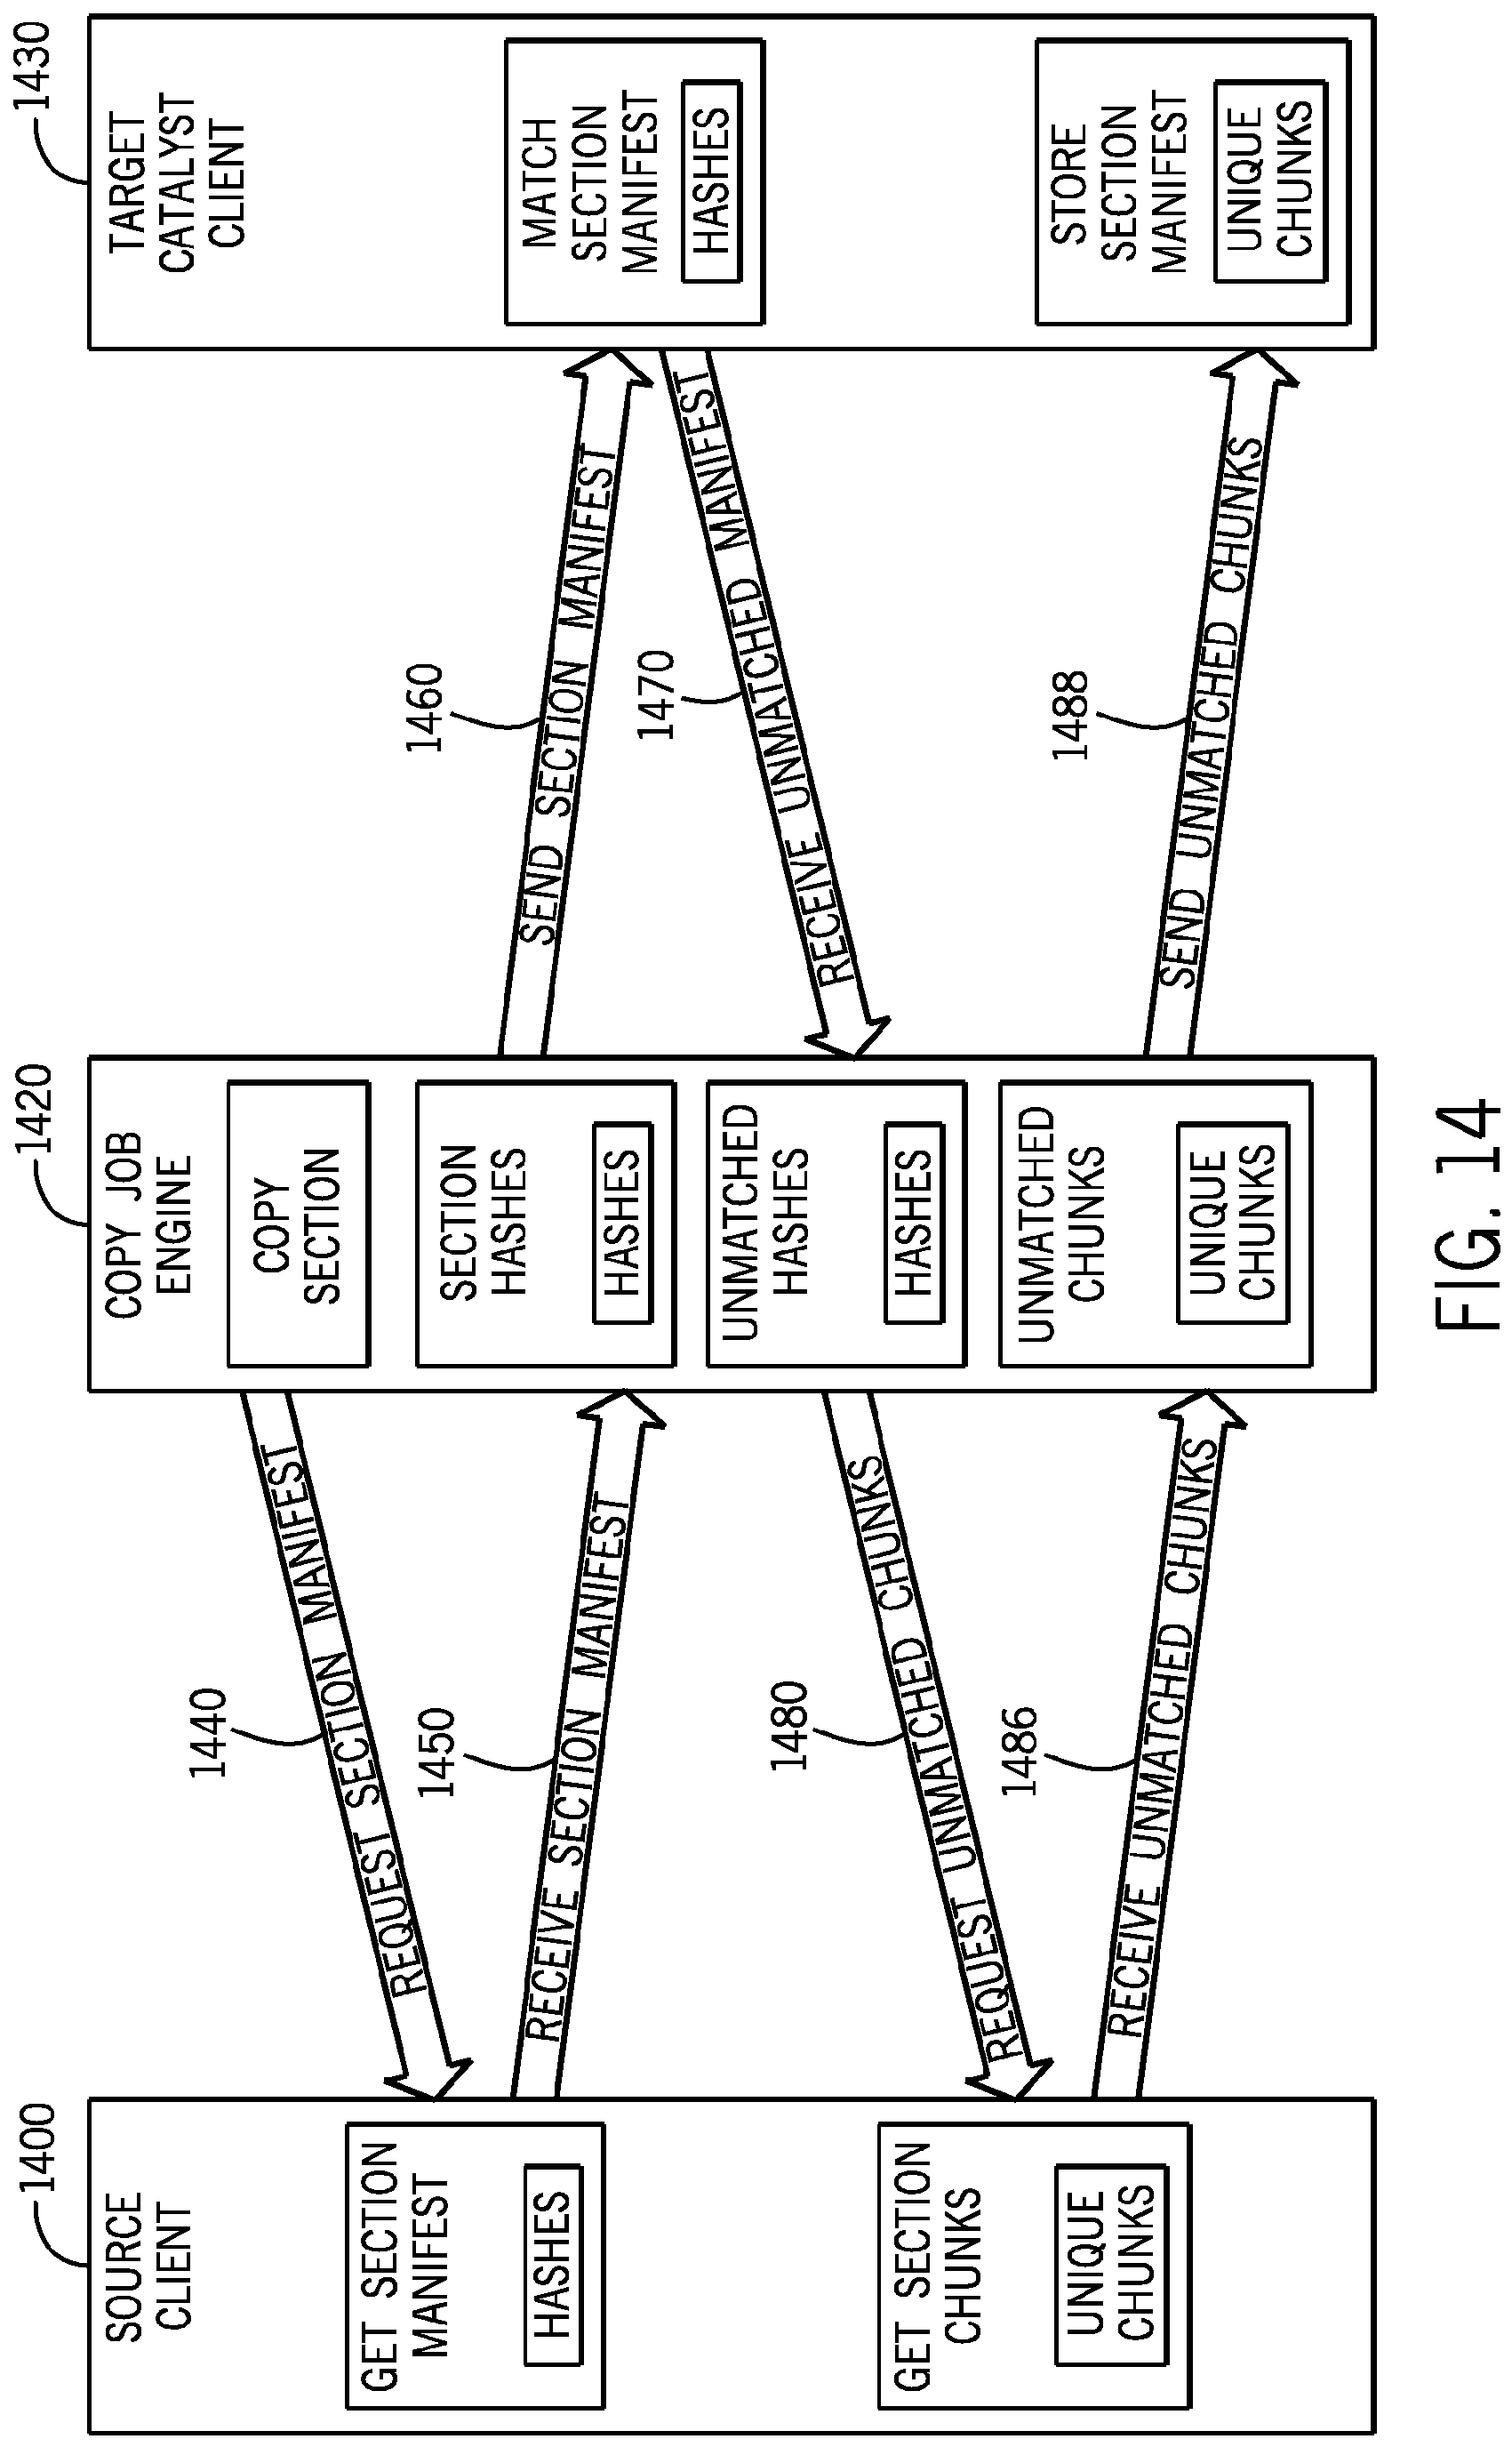 1400
SOURCE
CLIENT
GET SECTION
MANIFEST
HASHES
GET SECTION
CHUNKS
UNIQUE
CHUNKS
1440
REQUEST SECTION MANIFEST
1450
RECEIVE SECTION MANIFEST
1480
REQUEST UNMATCHED CHUNKS
1486
RECEIVE UNMATCHED CHUNKS
1420
COPY JOB
ENGINE
COPY
SECTION
SECTION
HASHES
HASHES
UNMATCHED
HASHES
HASHES
UNMATCHED
CHUNKS
UNIQUE
CHUNKS
1460
SEND SECTION MANIFEST
1470
RECEIVE UNMATCHED MANIFEST
1488
SEND UNMATCHED CHUNKS
1430
TARGET
CATALYST
CLIENT
MATCH
SECTION
MANIFEST
HASHES
STORE
SECTION
MANIFEST
UNIQUE
CHUNKS
FIG. 14